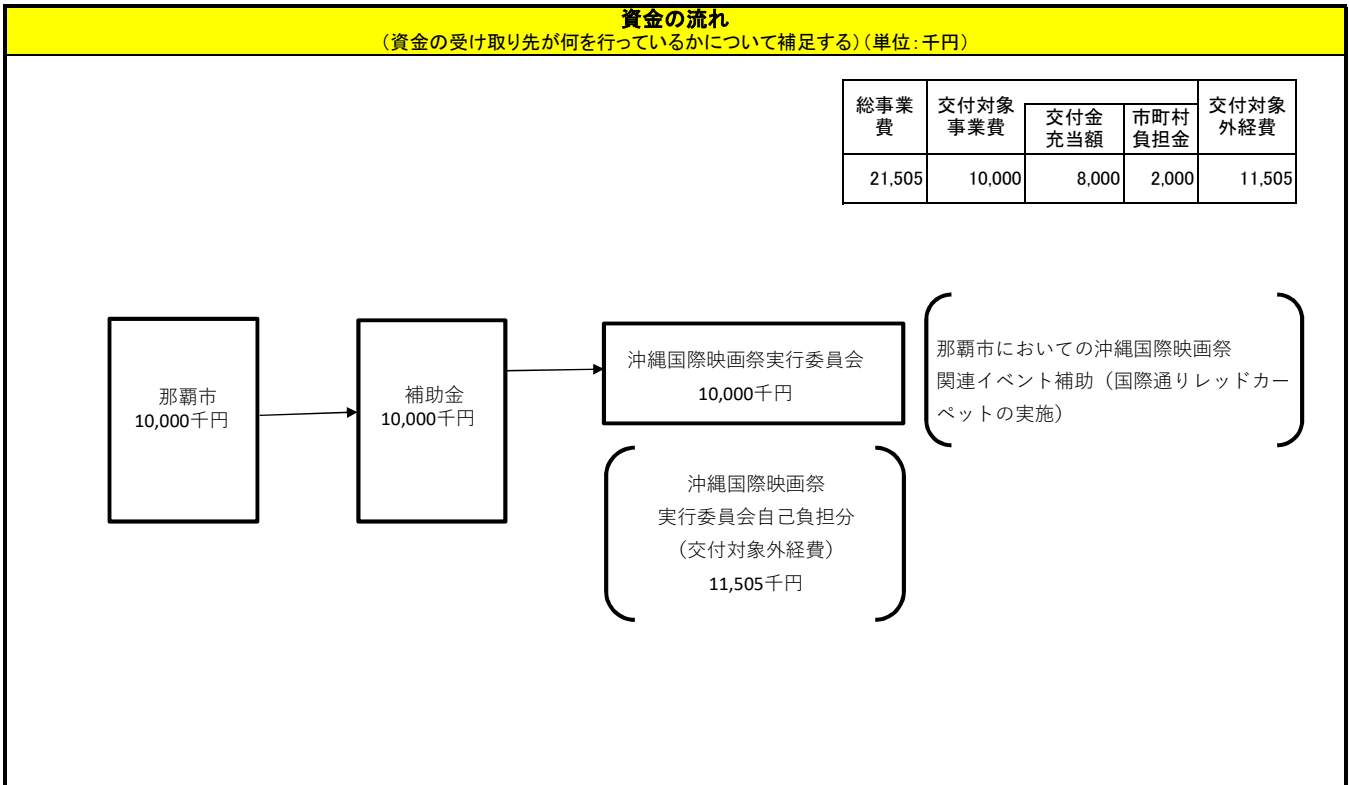 資金の流れ
（資金の受け取り先が何を行っているかについて補足する）（単位：千円）
総事業
費
交付対象
事業費
交付金
充当額
市町村
負担金
交付対象
外経費
21,505
10,000
8,000
2,000
11,505
那覇市
10,000千円
補助金
10,000千円
沖縄国際映画祭実行委員会
10,000千円
那覇市においての沖縄国際映画祭
関連イベント補助（国際通りレッドカー
ペットの実施）
沖縄国際映画祭
実行委員会自己負担分
（交付対象外経費）
11,505千円